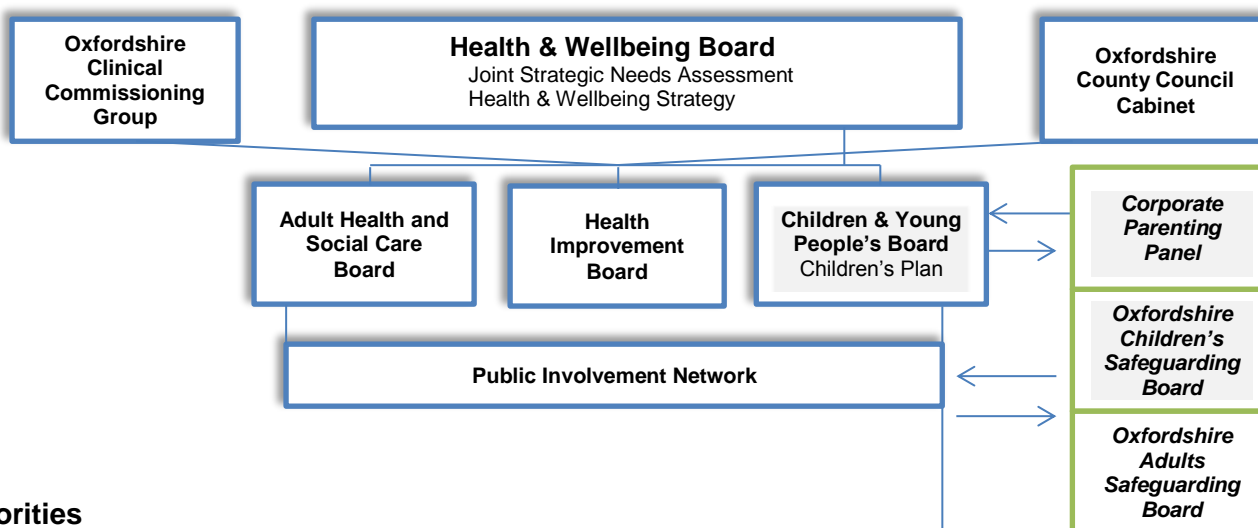 Oxfordshire
Clinical
Commissioning
Group
Health & Wellbeing Board
Joint Strategic Needs Assessment
Health & Wellbeing Strategy
Oxfordshire
County Council
Cabinet
Adult Health and
Social Care
Board
Health
Improvement
Board
Children & Young
People’s Board
Children’s Plan
Corporate
Parenting
Panel
Oxfordshire
Children’s
Safeguarding
Board
Public Involvement Network
Oxfordshire
Adults
Safeguarding
Board
orities